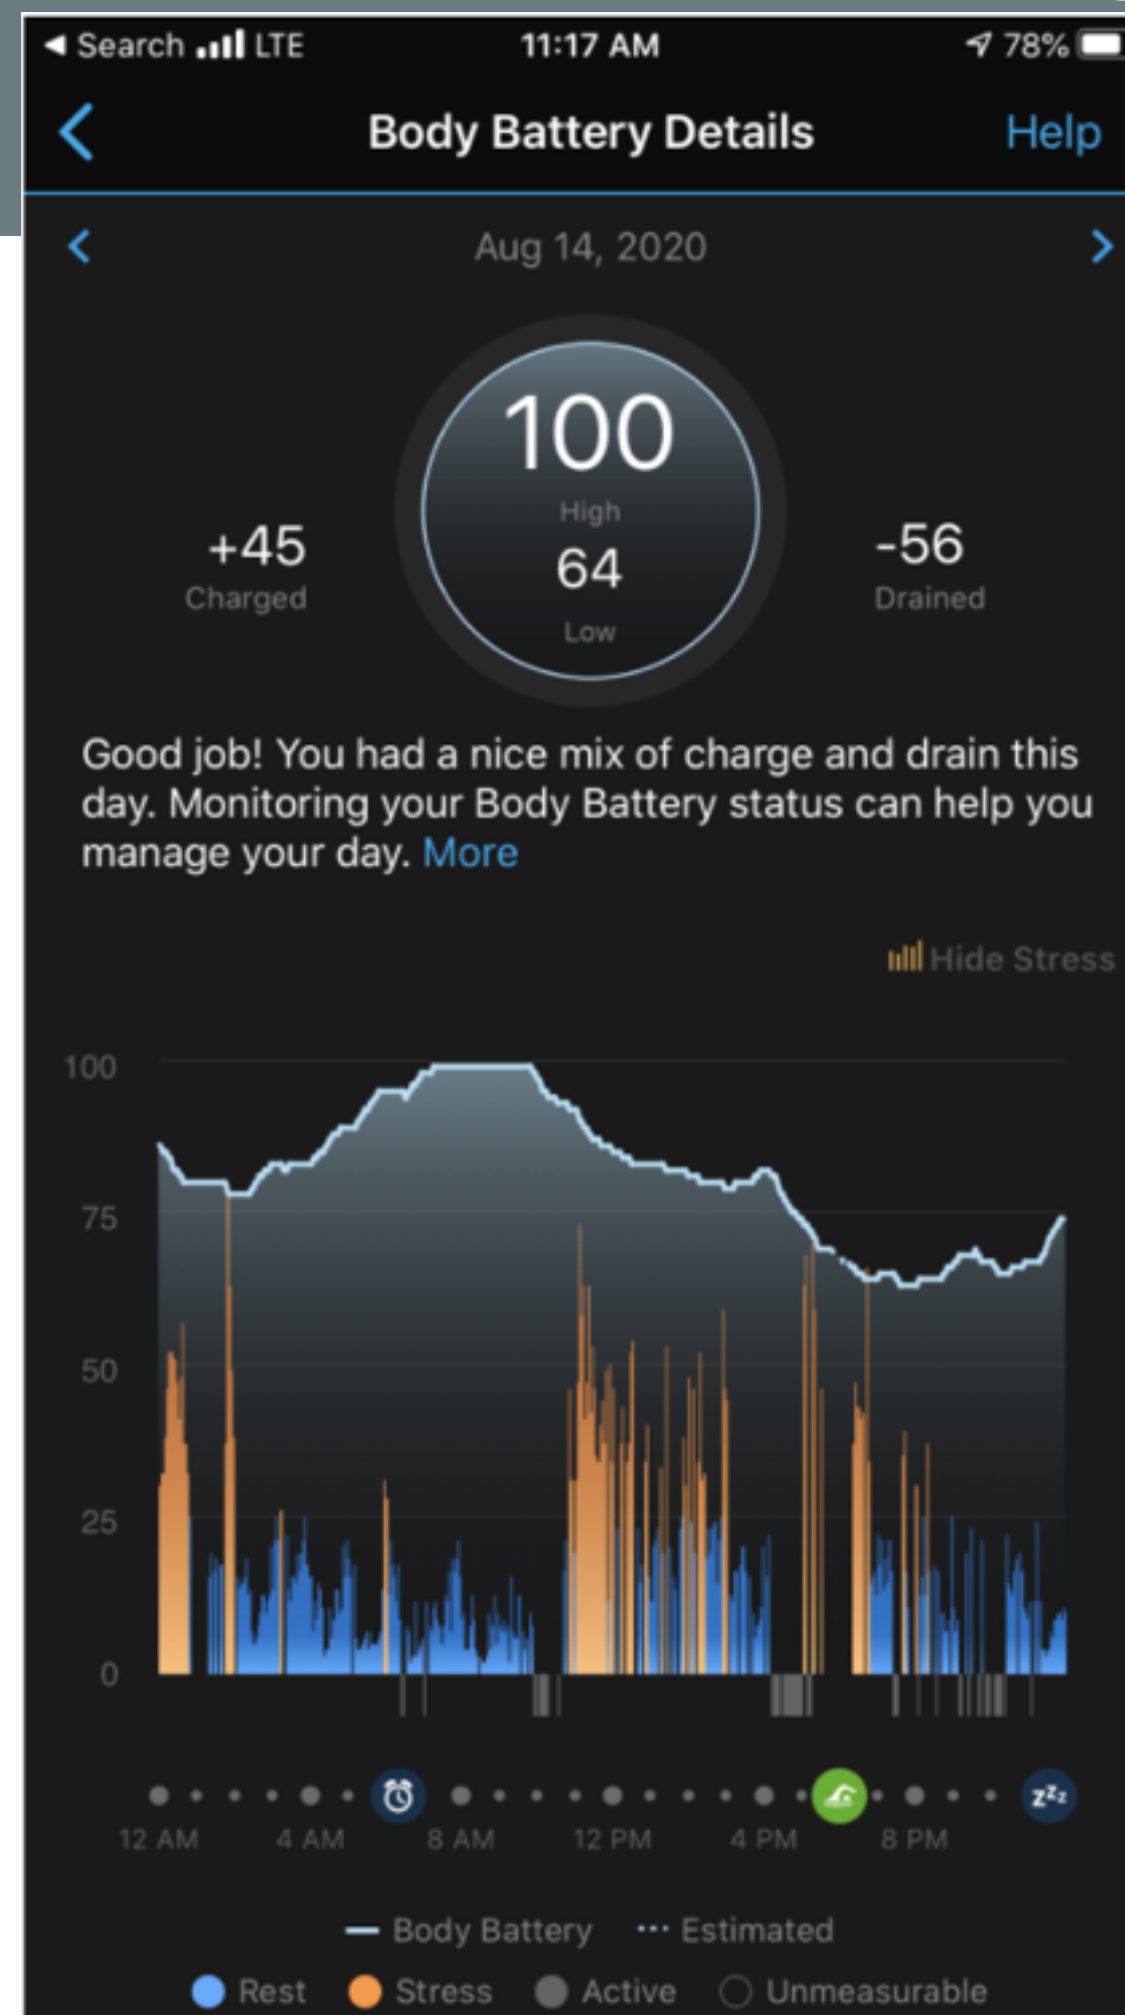 Search LTE 11:17 AM 78%
Body Battery Details Help
Aug 14, 2020
100
High
+45 64 -56
Charged Low Drained
Good job! You had a nice mix of charge and drain this
day. Monitoring your Body Battery status can help you
manage your day. More
Hide Stress
100
75
50
25
0
zzz
12 AM 4 AM 8 AM 12 PM 4 PM 8 PM
Body Battery Estimated
Rest Stress Active Unmeasurable